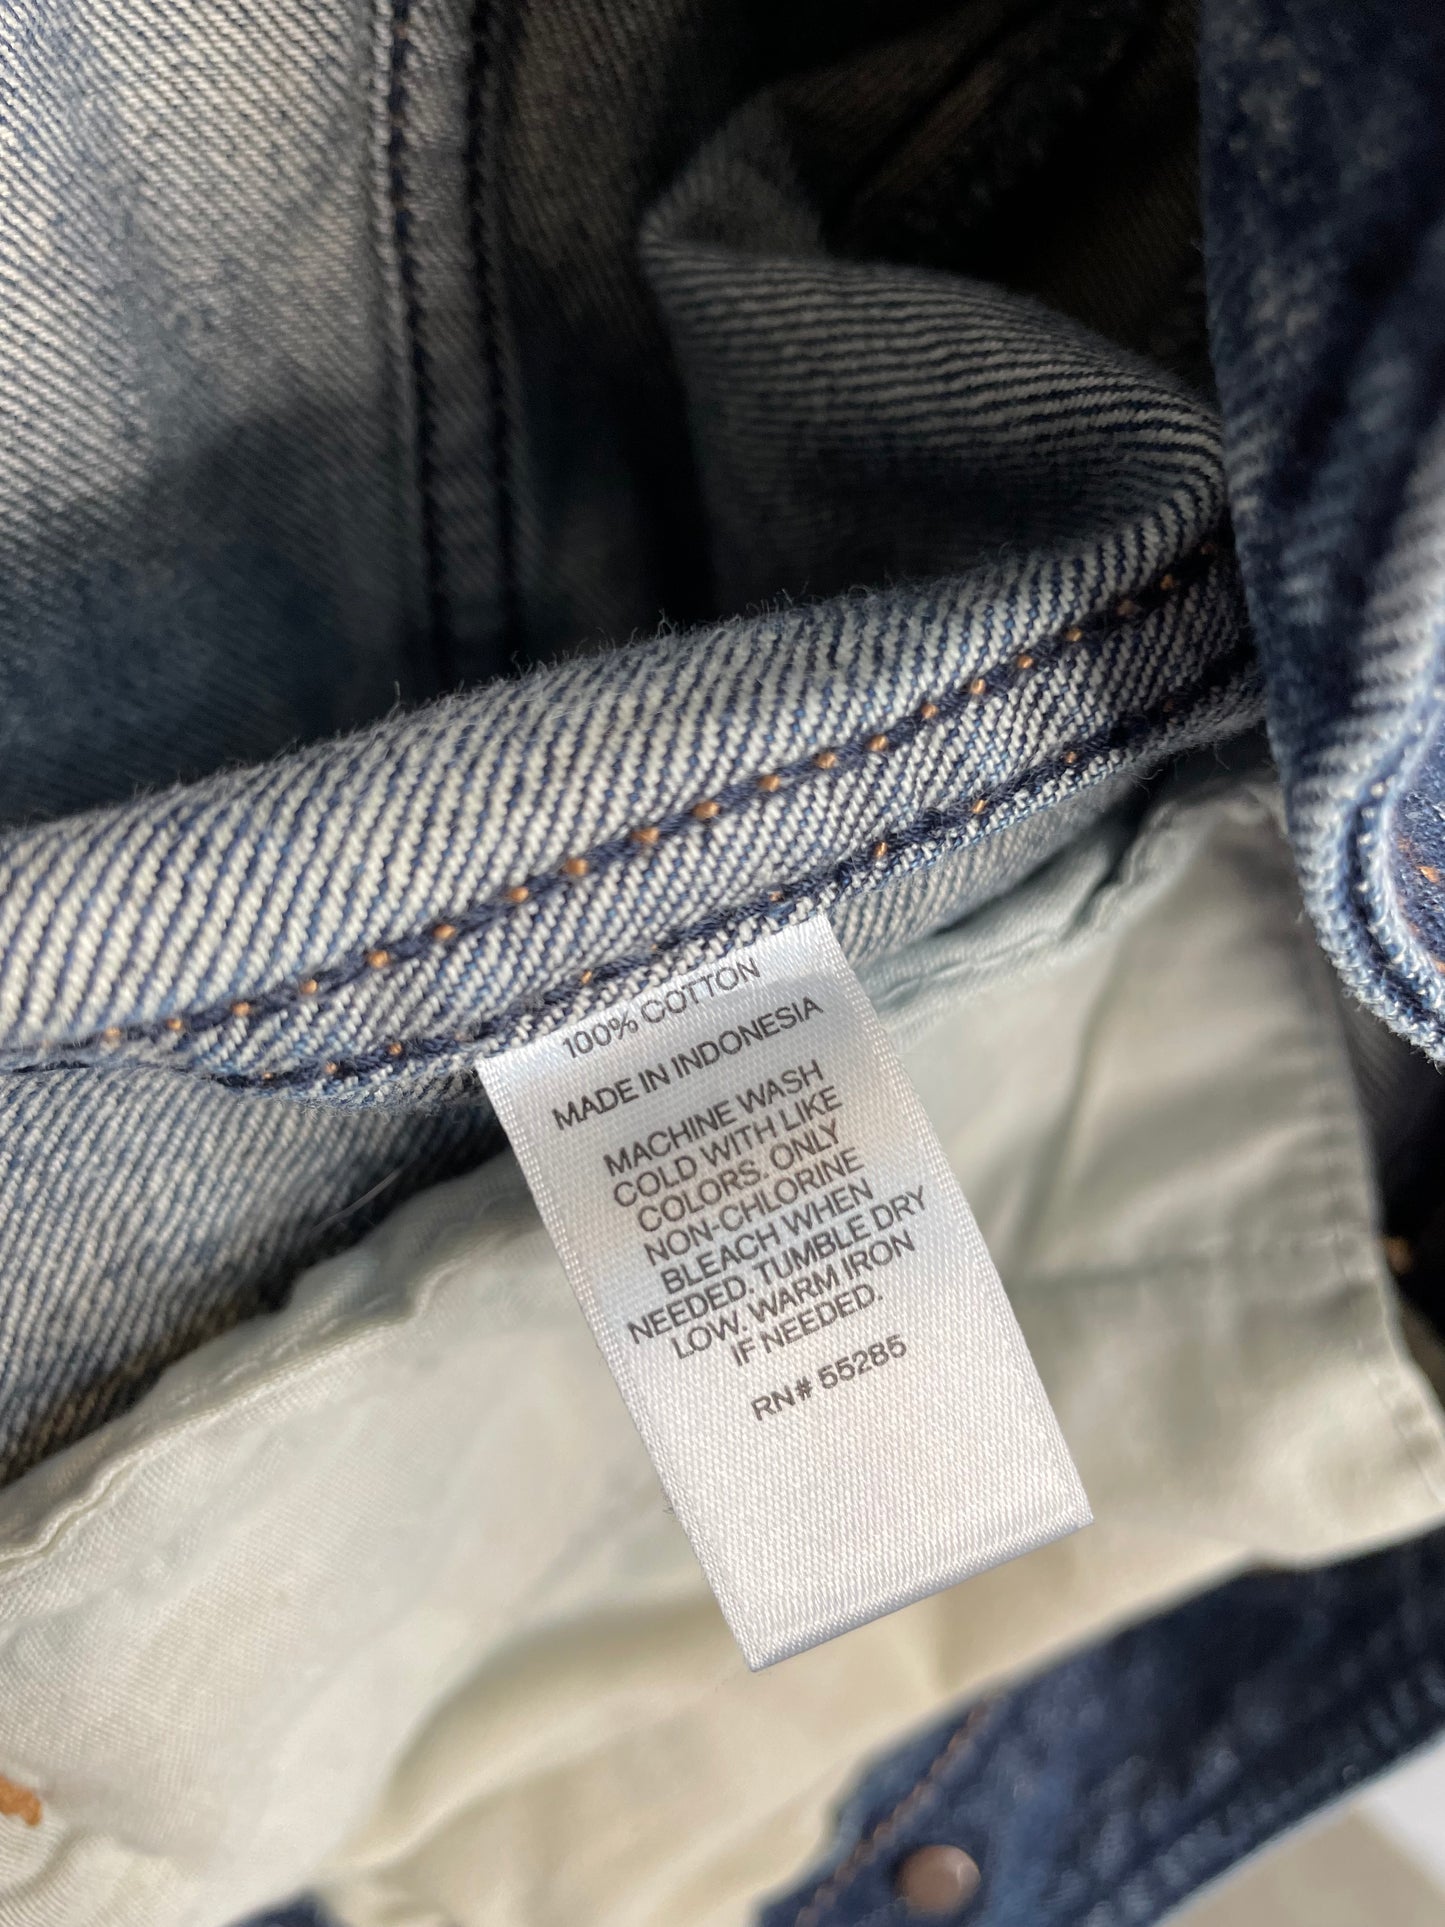 100% COTTON
MADE IN INDONESIA
MACHINE WASH
COLD WITH LIKE
COLORS. ONLY
NON-CHLORINE
BLEACH WHEN
NEEDED. TUMBLE DRY
LOW. WARM IRON
IF NEEDED.
RN# 55285